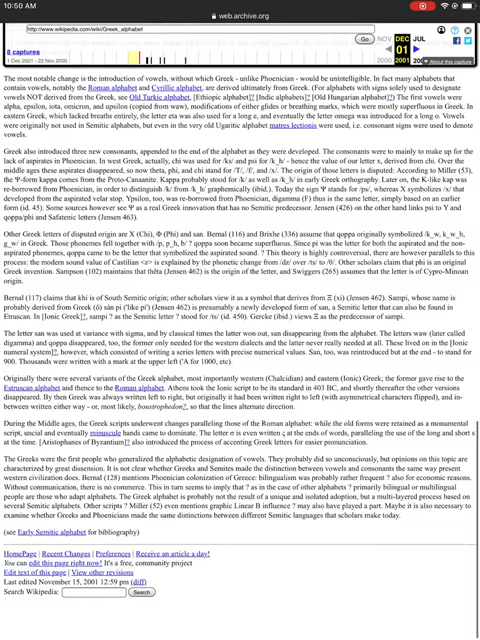 10:50 AM
web.archive.org
http://www.wikipedia.com/wiki/Greek_alphabet
Go
NOV DEC JUL
8 captures
01
1 Dec 2001 - 22 Nov 2005
2000 2001 2002
About this capture
The most notable change is the introduction of vowels, without which Greek - unlike Phoenician - would be unintelligible. In fact many alphabets
contain vowels, notably the Roman alphabet and Cyrillic alphabet, are derived ultimately from Greek. (For alphabets with signs solely used to designate
vowels NOT derived from the Greek, see Old Turkic alphabet, [Ethiopic alphabet]? [Indic alphabets]? [Old Hungarian alphabet]?) The first vowels were
alpha, epsilon, iota, omicron, and upsilon (copied from waw), modifications of either glides or breathing marks, which were mostly superfluous in Greek. In
eastern Greek, which lacked breaths entirely, the letter eta was also used for a long e, and eventually the letter omega was introduced for a long o. Vowels
were originally not used in Semitic alphabets, but even in the very old Ugaritic alphabet matres lectionis were used, i.e. consonant signs were used to denote
vowels.
Greek also introduced three new consonants, appended to the end of the alphabet as they were developed. The consonants were to mainly to make up for the
lack of aspirates in Phoenician. In west Greek, actually, chi was used for /ks/ and psi for /k_h/ - hence the value of our letter x, derived from chi. Over the
middle ages these aspirates disappeared, so now theta, phi, and chi stand for /T/, /f/, and /x/. The origin of those letters is disputed: According to Miller (53),
the Ψ-form kappa comes from the Proto-Canaanite. Kappa probably stood for /k/ as well as /k_h/ in early Greek orthography. Later on, the K-like kap was
re-borrowed from Phoenician, in order to distinguish /k/ from /k_h/ graphemically (ibid.). Today the sign Ψ stands for /ps/, whereas X symbolizes /x/ that
developed from the aspirated velar stop. Ypsilon, too, was re-borrowed from Phoenician, digamma (F) thus is the same letter, simply based on an earlier
form (id. 45). Some sources however see Ψ as a real Greek innovation that has no Semitic predecessor. Jensen (426) on the other hand links psi to Y and
qoppa/phi and Safatenic letters (Jensen 463).
Other Greek letters of disputed origin are X (Chi), Φ (Phi) and san. Bernal (116) and Brixhe (336) assume that qoppa originally symbolized /k_w, k_w_h,
g_w/ in Greek. Those phonemes fell together with /p, p_h, b/ ? qoppa soon became superfluous. Since pi was the letter for both the aspirated and the non-
aspirated phonemes, qoppa came to be the letter that symbolized the aspirated sound. ? This theory is highly controversial, there are however parallels to this
process: the modern sound value of Castilian <z> is explained by the phonetic change from /dz/ over /ts/ to /θ/. Other scholars claim that phi is an original
Greek invention. Sampson (102) maintains that thêta (Jensen 462) is the origin of the letter, and Swiggers (265) assumes that the letter is of Cypro-Minoan
origin.
Bernal (117) claims that khi is of South Semitic origin; other scholars view it as a symbol that derives from Ξ (xi) (Jensen 462). Sampi, whose name is
probably derived from Greek (ô) sàn pi ('like pi') (Jensen 462) is presumably a newly developed form of san, a Semitic letter that can also be found in
Etruscan. In [Ionic Greek]?, sampi ? as the Semitic letter ? stood for /ts/ (id. 450). Gercke (ibid.) views Ξ as the predecessor of sampi.
The letter san was used at variance with sigma, and by classical times the latter won out, san disappearing from the alphabet. The letters waw (later called
digamma) and qoppa disappeared, too, the former only needed for the western dialects and the latter never really needed at all. These lived on in the [Ionic
numeral system]?, however, which consisted of writing a series letters with precise numerical values. San, too, was reintroduced but at the end - to stand for
900. Thousands were written with a mark at the upper left ('A for 1000, etc).
Originally there were several variants of the Greek alphabet, most importantly western (Chalcidian) and eastern (Ionic) Greek; the former gave rise to the
Estruscan alphabet and thence to the Roman alphabet. Athens took the Ionic script to be its standard in 403 BC, and shortly thereafter the other versions
disappeared. By then Greek was always written left to right, but originally it had been written right to left (with asymmetrical characters flipped), and in-
between written either way - or, most likely, boustrophedon?, so that the lines alternate direction.
During the Middle ages, the Greek scripts underwent changes paralleling those of the Roman alphabet: while the old forms were retained as a monumental
script, uncial and eventually minuscule hands came to dominate. The letter σ is even written ς at the ends of words, paralleling the use of the long and short s
at the time. [Aristophanes of Byzantium]? also introduced the process of accenting Greek letters for easier pronunciation.
The Greeks were the first people who generalized the alphabetic designation of vowels. They probably did so unconsciously, but opinions on this topic are
characterized by great dissension. It is not clear whether Greeks and Semites made the distinction between vowels and consonants the same way present
western civilization does. Bernal (128) mentions Phoenician colonization of Greece: bilingualism was probably rather frequent ? also for economic reasons.
Without communication, there is no commerce. ? This in turn seems to imply that ? as in the case of other alphabets ? primarily bilingual or multilingual
people are those who adapt alphabets. The Greek alphabet is probably not the result of a unique and isolated adoption, but a multi-layered process based on
several Semitic alphabets. Other scripts ? Miller (52) even mentions graphic Linear B influence ? may also have played a part. Maybe it is also necessary to
examine whether Greeks and Phoenicians made the same distinctions between different Semitic languages that scholars make today.
(see Early Semitic alphabet for bibliography)
HomePage | Recent Changes | Preferences | Receive an article a day!
You can edit this page right now! It's a free, community project
Edit text of this page | View other revisions
Last edited November 15, 2001 12:59 pm (diff)
Search Wikipedia: Search